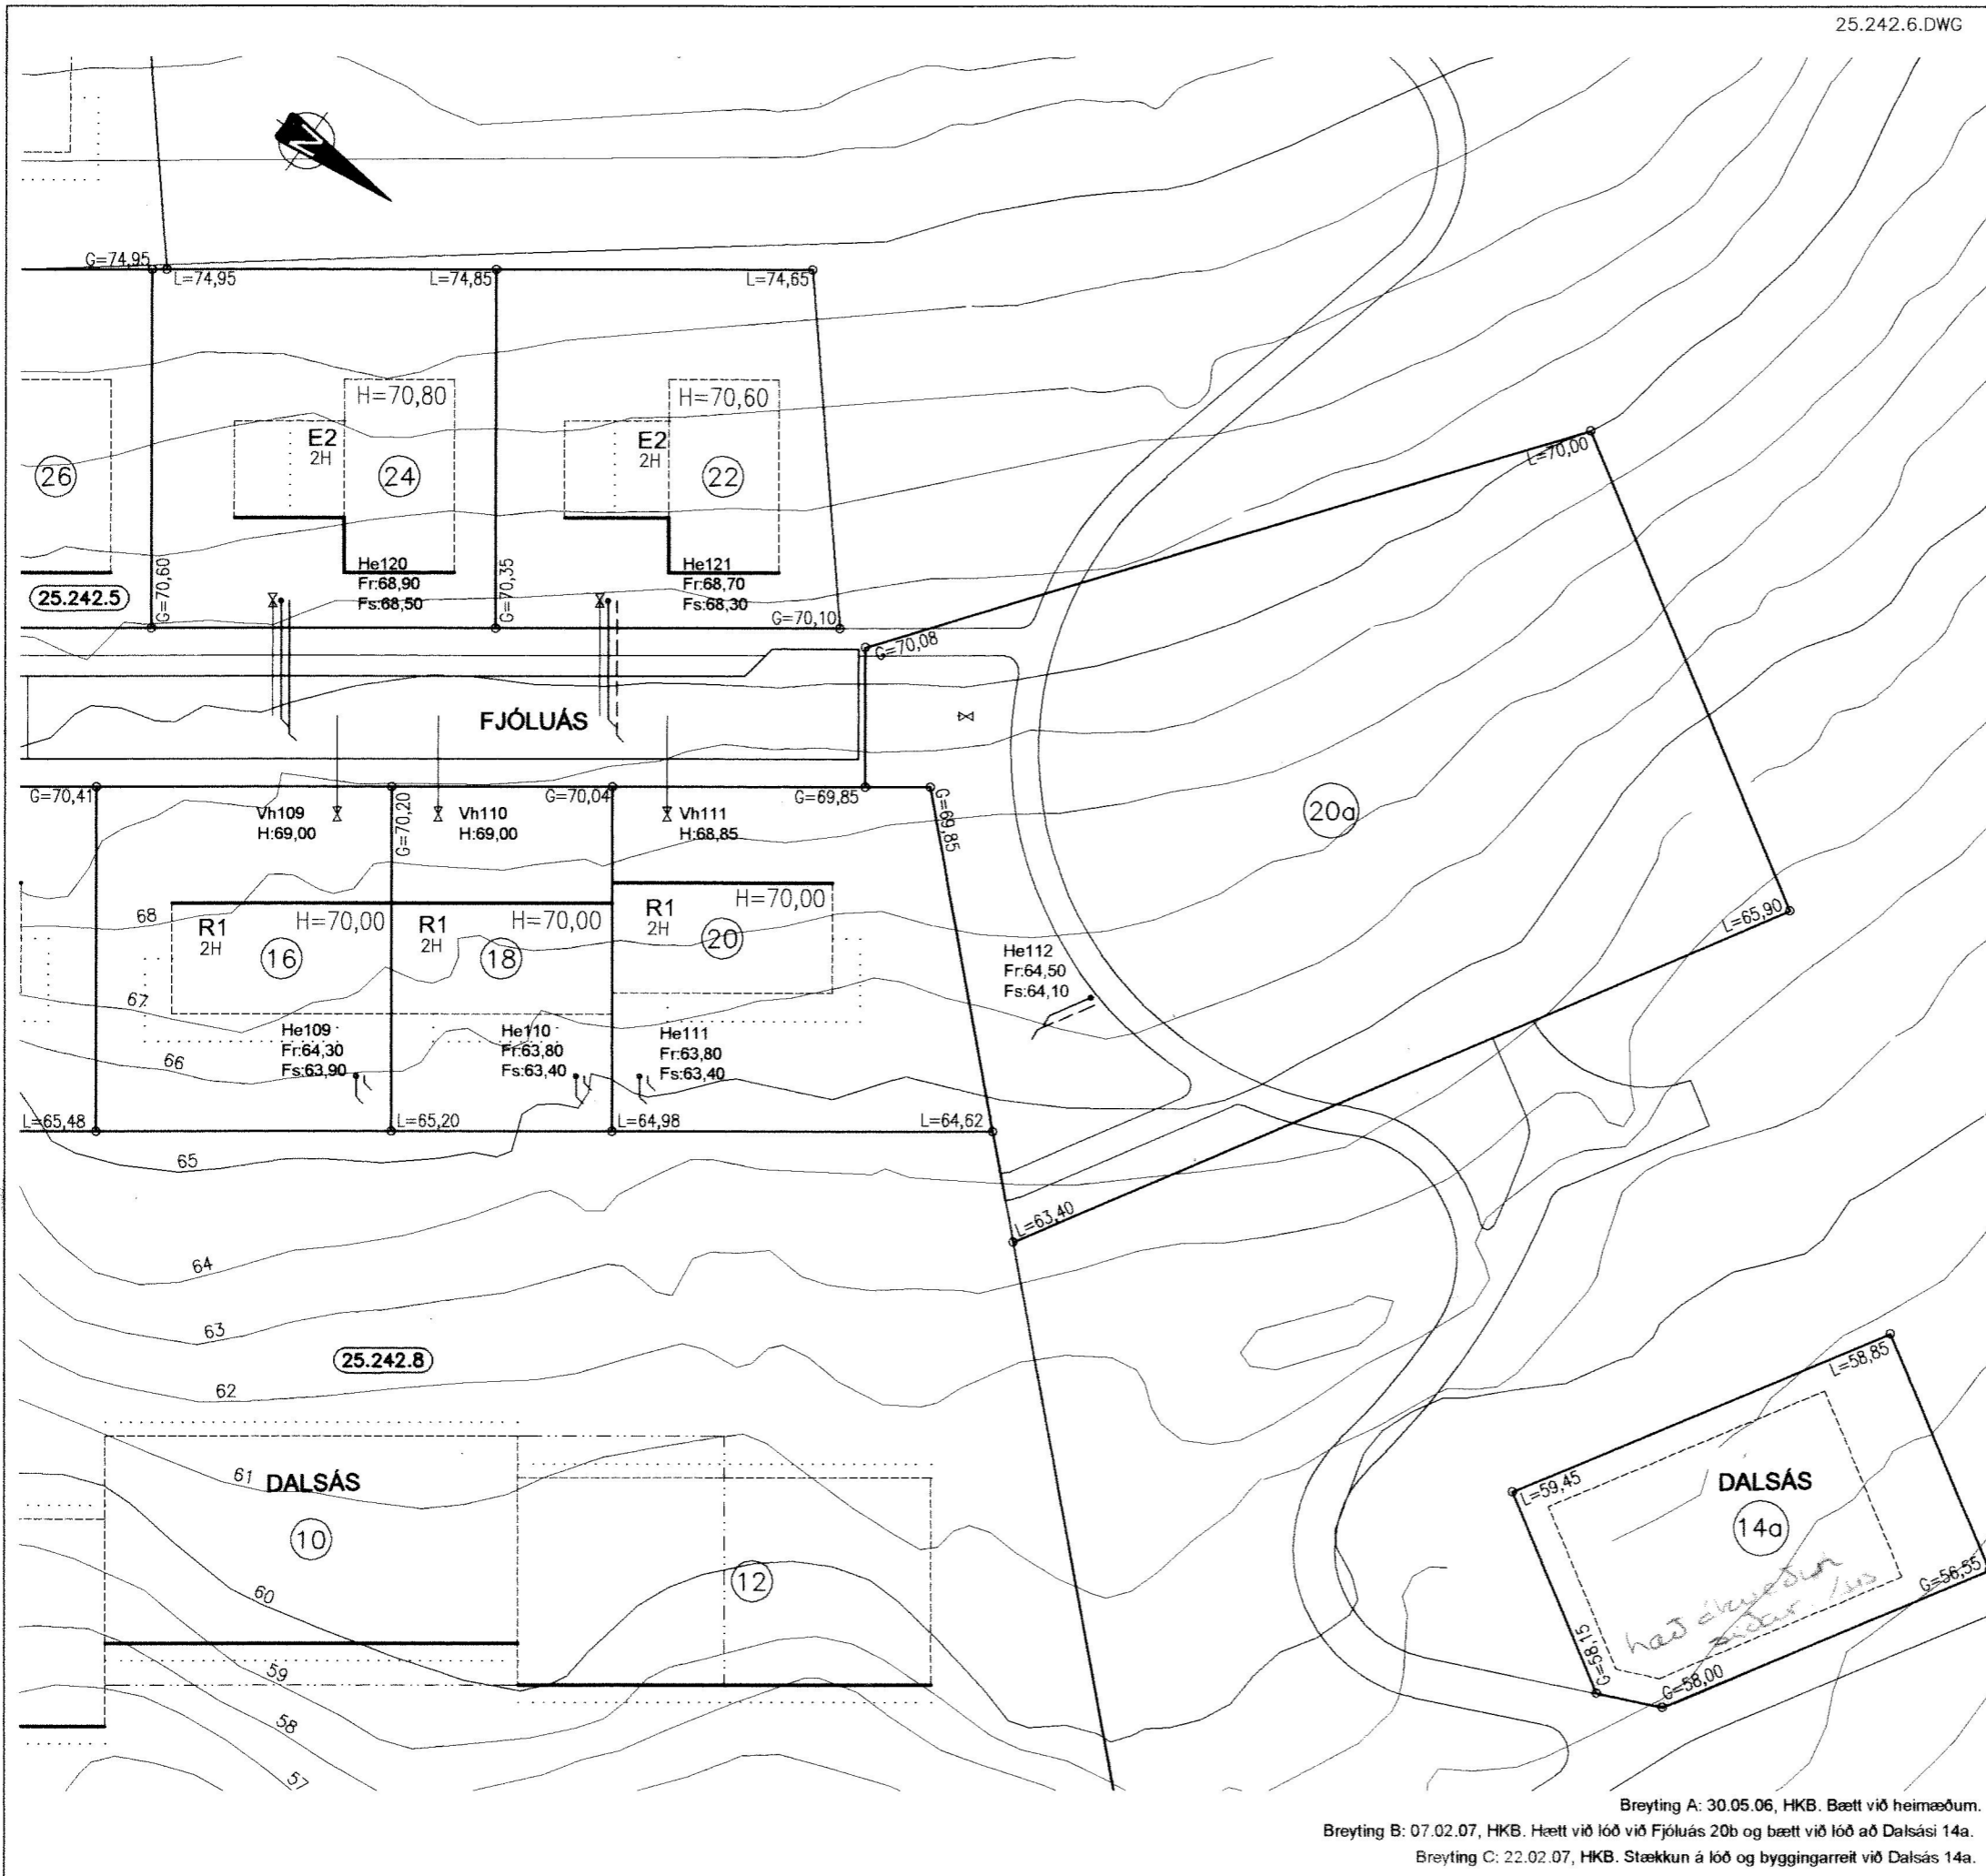 25.242.6.DWG
N
G=74,95
L=74,95
L=74,85
L=74,65
H=70,80
H=70,60
E2
2H
E2
2H
26
24
22
L=70,00
25.242.5
G=70,60
He120
Fr:68,90
Fs:68,50
G=70,35
He121
Fr:68,70
Fs:68,30
G=70,10
G=70,08
FJÓLUÁS
G=70,41
G=70,20
G=70,04
G=69,85
G=69,85
Vh109
H:69,00
Vh110
H:69,00
Vh111
H:68,85
20a
L=65,90
68
R1
2H
H=70,00
16
R1
2H
H=70,00
18
R1
2H
H=70,00
20
He112
Fr:64,50
Fs:64,10
67
66
He109
Fr:64,30
Fs:63,90
He110
Fr:63,80
Fs:63,40
He111
Fr:63,80
Fs:63,40
L=65,48
L=65,20
L=64,98
L=64,62
65
L=63,40
64
63
25.242.8
62
61
DALSÁS
10
12
60
59
58
57
L=58,85
L=59,45
DALSÁS
14a
hæð ákveðin
síðar.
G=56,55
G=58,15
G=58,00
Breyting A: 30.05.06, HKB. Bætt við heimæðum.
Breyting B: 07.02.07, HKB. Hætt við lóð við Fjóluás 20b og bætt við lóð að Dalsási 14a.
Breyting C: 22.02.07, HKB. Stækkun á lóð og byggingarreit við Dalsás 14a.